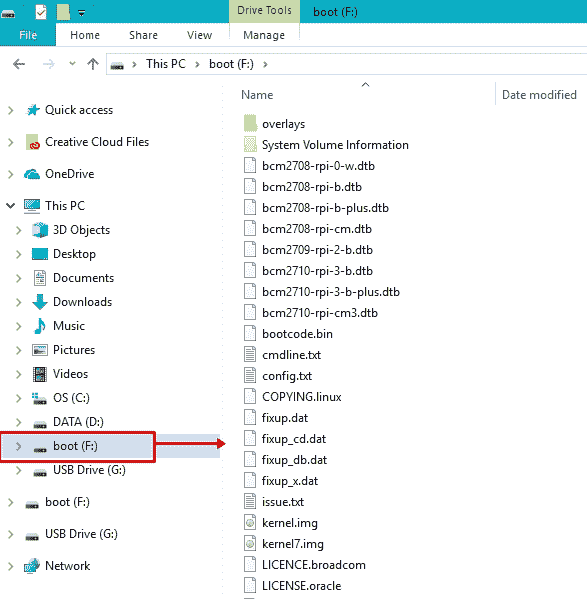 Drive Tools
boot (F:)
File
Home
Share
View
Manage
This PC
boot (F:)
Name
Date modified
Quick access
Creative Cloud Files
OneDrive
This PC
3D Objects
Desktop
Documents
Downloads
Music
Pictures
Videos
OS (C:)
DATA (D:)
boot (F:)
USB Drive (G:)
boot (F:)
USB Drive (G:)
Network
overlays
System Volume Information
bcm2708-rpi-0-w.dtb
bcm2708-rpi-b.dtb
bcm2708-rpi-b-plus.dtb
bcm2708-rpi-cm.dtb
bcm2709-rpi-2-b.dtb
bcm2710-rpi-3-b.dtb
bcm2710-rpi-3-b-plus.dtb
bcm2710-rpi-cm3.dtb
bootcode.bin
cmdline.txt
config.txt
COPYING.linux
fixup.dat
fixup_cd.dat
fixup_db.dat
fixup_x.dat
issue.txt
kernel.img
kernel7.img
LICENCE.broadcom
LICENSE.oracle